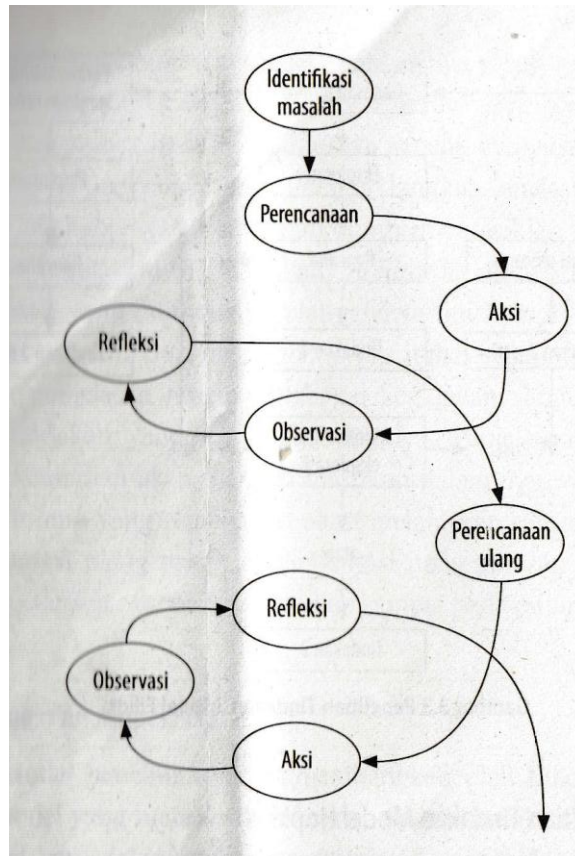 Identifikasi
masalah
Perencanaan
Aksi
Refleksi
Observasi
Perencanaan
ulang
Refleksi
Observasi
Aksi